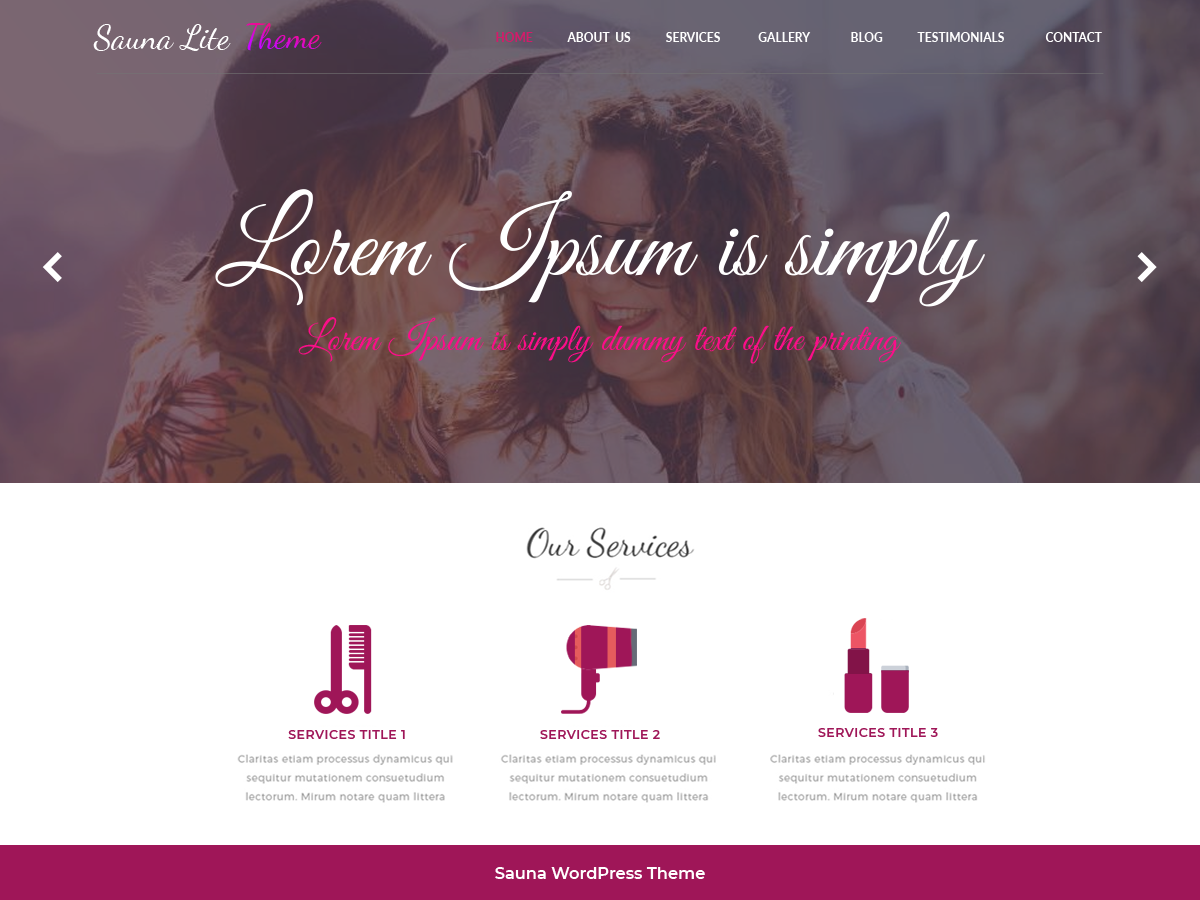 Sauna Lite Theme
HOME ABOUT US SERVICES GALLERY BLOG TESTIMONIALS CONTACT
Lorem Ipsum is simply
Lorem Ipsum is simply dummy text of the printing
Our Services
SERVICES TITLE 1
Claritas etiam processus dynamicus qui
sequitur mutationem consuetudium
lectorum. Mirum notare quam littera
SERVICES TITLE 2
Claritas etiam processus dynamicus qui
sequitur mutationem consuetudium
lectorum. Mirum notare quam littera
SERVICES TITLE 3
Claritas etiam processus dynamicus qui
sequitur mutationem consuetudium
lectorum. Mirum notare quam littera
Sauna WordPress Theme